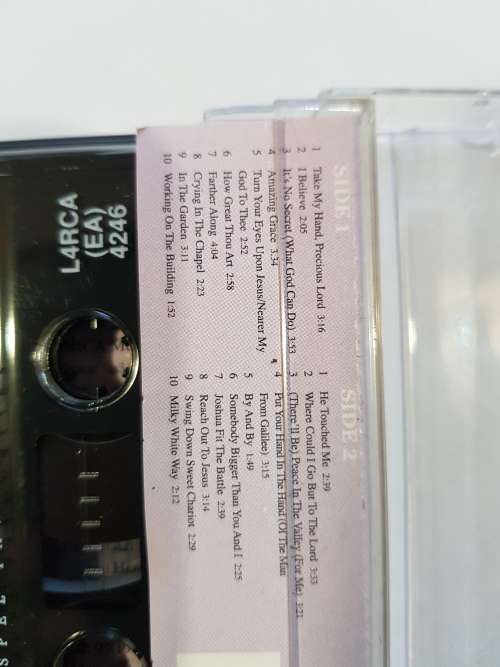 SIDE 1
1 Take My Hand, Precious Lord 3:16
2 I Believe 2:05
3 It's No Secret (What God Can Do) 3:53
4 Amazing Grace 3:34
5 Turn Your Eyes Upon Jesus/Nearer My
God To Thee 2:52
6 How Great Thou Art 2:58
7 Farther Along 4:04
8 Crying In The Chapel 2:23
9 In The Garden 3:11
10 Working On The Building 1:52
SIDE 2
1 He Touched Me 2:39
2 Where Could I Go But To The Lord 3:33
3 (There'll Be) Peace In The Valley (For Me) 3:21
4 Put Your Hand In The Hand (Of The Man
From Galilee) 3:15
5 By And By 1:49
6 Somebody Bigger Than You And I 2:25
7 Joshua Fit The Battle 2:39
8 Reach Out To Jesus 3:14
9 Swing Down Sweet Chariot 2:29
10 Milky White Way 2:12
L4RCA
(EA)
4246